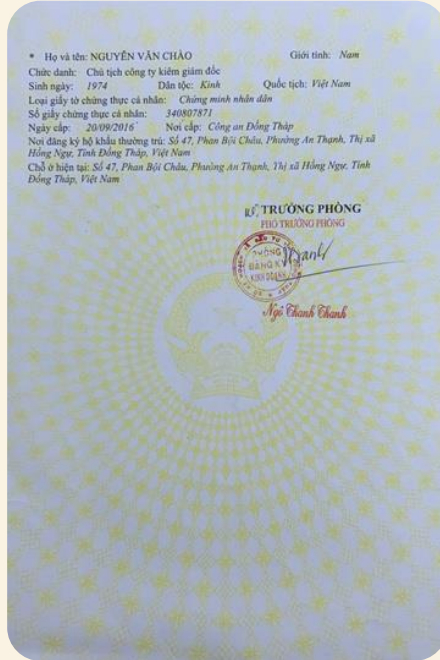 * Họ và tên: NGUYỄN VĂN CHÀO Giới tính: Nam
Chức danh: Chủ tịch công ty kiêm giám đốc
Sinh ngày: 1974 Dân tộc: Kinh Quốc tịch: Việt Nam
Loại giấy tờ chứng thực cá nhân: Chứng minh nhân dân
Số giấy chứng thực cá nhân: 340807871
Ngày cấp: 20/09/2016 Nơi cấp: Công an Đồng Tháp
Nơi đăng ký hộ khẩu thường trú: Số 47, Phan Bội Châu, Phường An Thạnh, Thị xã
Hồng Ngự, Tỉnh Đồng Tháp, Việt Nam
Chỗ ở hiện tại: Số 47, Phan Bội Châu, Phường An Thạnh, Thị xã Hồng Ngự, Tỉnh
Đồng Tháp, Việt Nam
TRƯỞNG PHÒNG
PHÓ TRƯỞNG PHÒNG
PHÒNG
ĐĂNG KÝ
KINH DOANH
Ngô Thanh Thanh